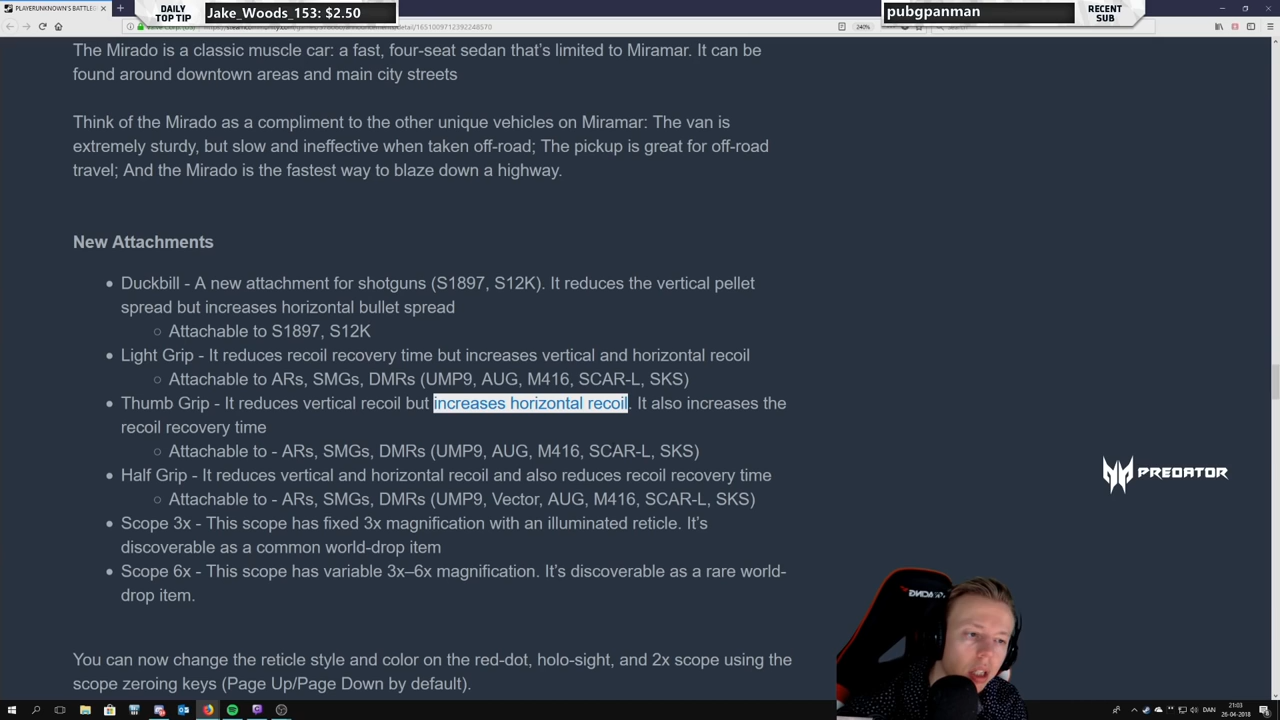 PLAYERUNKNOWN'S BATTLEG
DAILY
TOP TIP
Jake_Woods_153: $2.50
pubgpanman
RECENT
SUB
240%
The Mirado is a classic muscle car: a fast, four-seat sedan that's limited to Miramar. It can be
found around downtown areas and main city streets
Think of the Mirado as a compliment to the other unique vehicles on Miramar: The van is
extremely sturdy, but slow and ineffective when taken off-road; The pickup is great for off-road
travel; And the Mirado is the fastest way to blaze down a highway.
New Attachments
Duckbill - A new attachment for shotguns (S1897, S12K). It reduces the vertical pellet
spread but increases horizontal bullet spread
Attachable to S1897, S12K
Light Grip - It reduces recoil recovery time but increases vertical and horizontal recoil
Attachable to ARs, SMGs, DMRs (UMP9, AUG, M416, SCAR-L, SKS)
Thumb Grip - It reduces vertical recoil but increases horizontal recoil. It also increases the
recoil recovery time
Attachable to - ARs, SMGs, DMRs (UMP9, AUG, M416, SCAR-L, SKS)
Half Grip - It reduces vertical and horizontal recoil and also reduces recoil recovery time
Attachable to - ARs, SMGs, DMRs (UMP9, Vector, AUG, M416, SCAR-L, SKS)
Scope 3x - This scope has fixed 3x magnification with an illuminated reticle. It's
discoverable as a common world-drop item
Scope 6x - This scope has variable 3x–6x magnification. It's discoverable as a rare world-
drop item.
You can now change the reticle style and color on the red-dot, holo-sight, and 2x scope using the
scope zeroing keys (Page Up/Page Down by default).
PREDATOR
DAN
21:03
26-04-2018